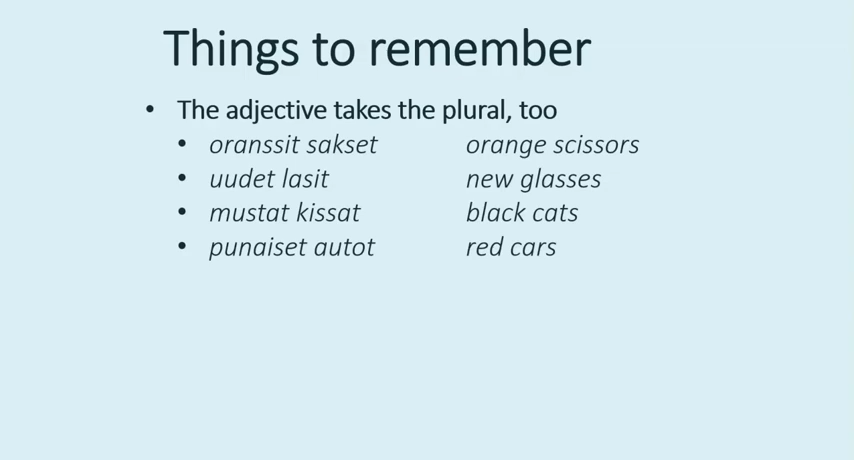 Things to remember
• The adjective takes the plural, too
• oranssit sakset orange scissors
• uudet lasit new glasses
• mustat kissat black cats
• punaiset autot red cars